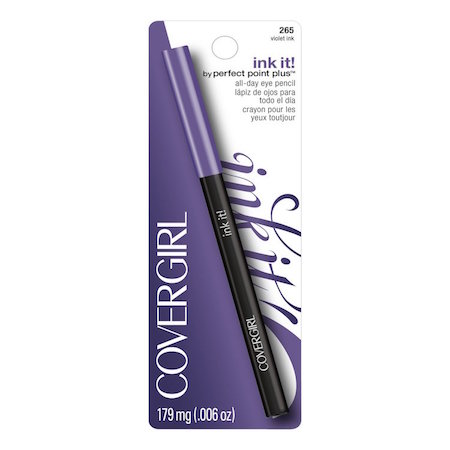 265
violet ink
ink it!
by perfect point plus™
all-day eye pencil
lápiz de ojos para
todo el día
crayon pour les
yeux toutjour
ink it!
ink it!
COVERGIRL
COVERGIRL
179 mg (.006 oz)